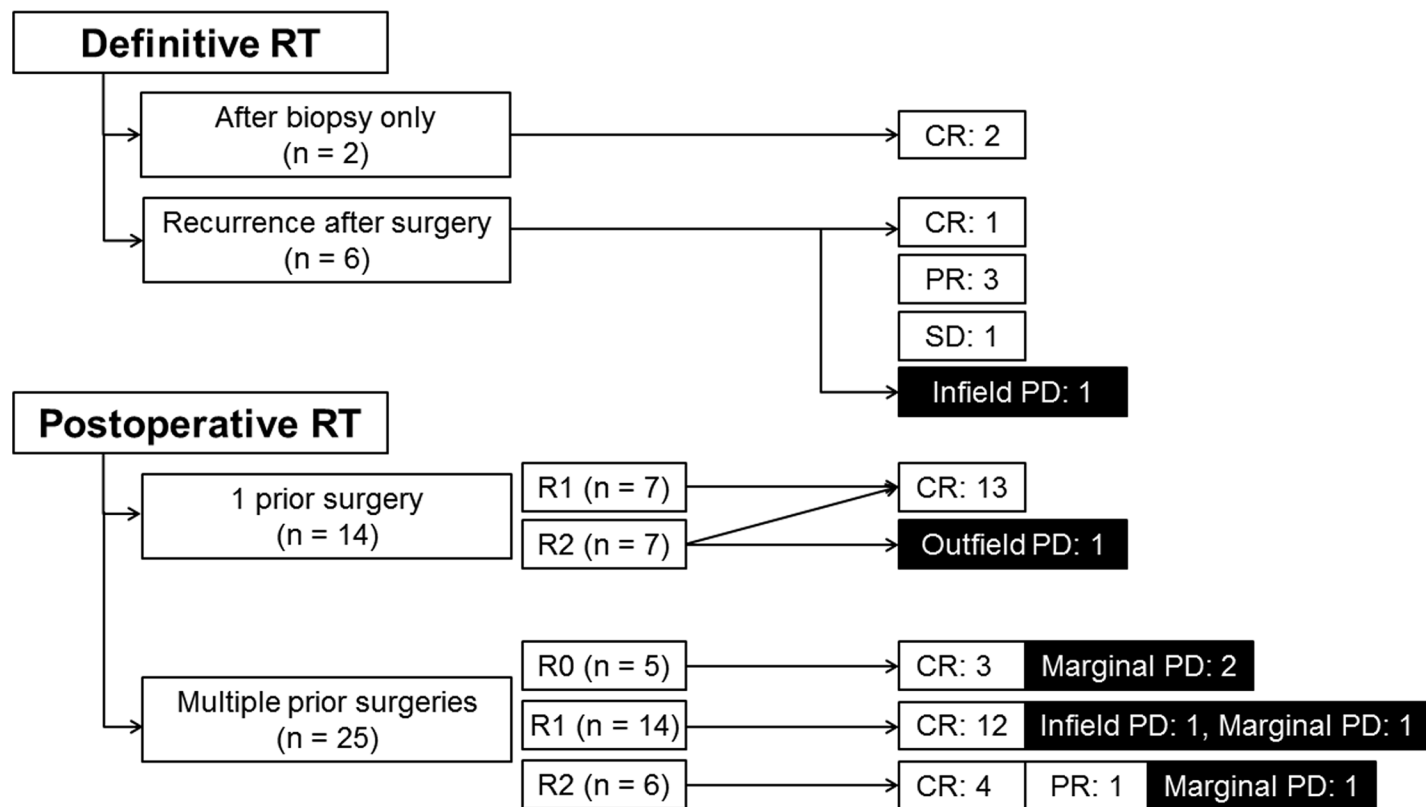 Definitive RT
After biopsy only
(n = 2)
CR: 2
Recurrence after surgery
(n = 6)
CR: 1
PR: 3
SD: 1
Infield PD: 1
Postoperative RT
1 prior surgery
(n = 14)
R1 (n = 7)
CR: 13
R2 (n = 7)
Outfield PD: 1
Multiple prior surgeries
(n = 25)
R0 (n = 5)
CR: 3
Marginal PD: 2
R1 (n = 14)
CR: 12
Infield PD: 1, Marginal PD: 1
R2 (n = 6)
CR: 4
PR: 1
Marginal PD: 1